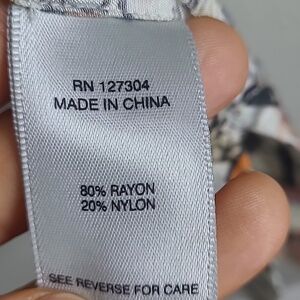 RN 127304
MADE IN CHINA
80% RAYON
20% NYLON
SEE REVERSE FOR CARE